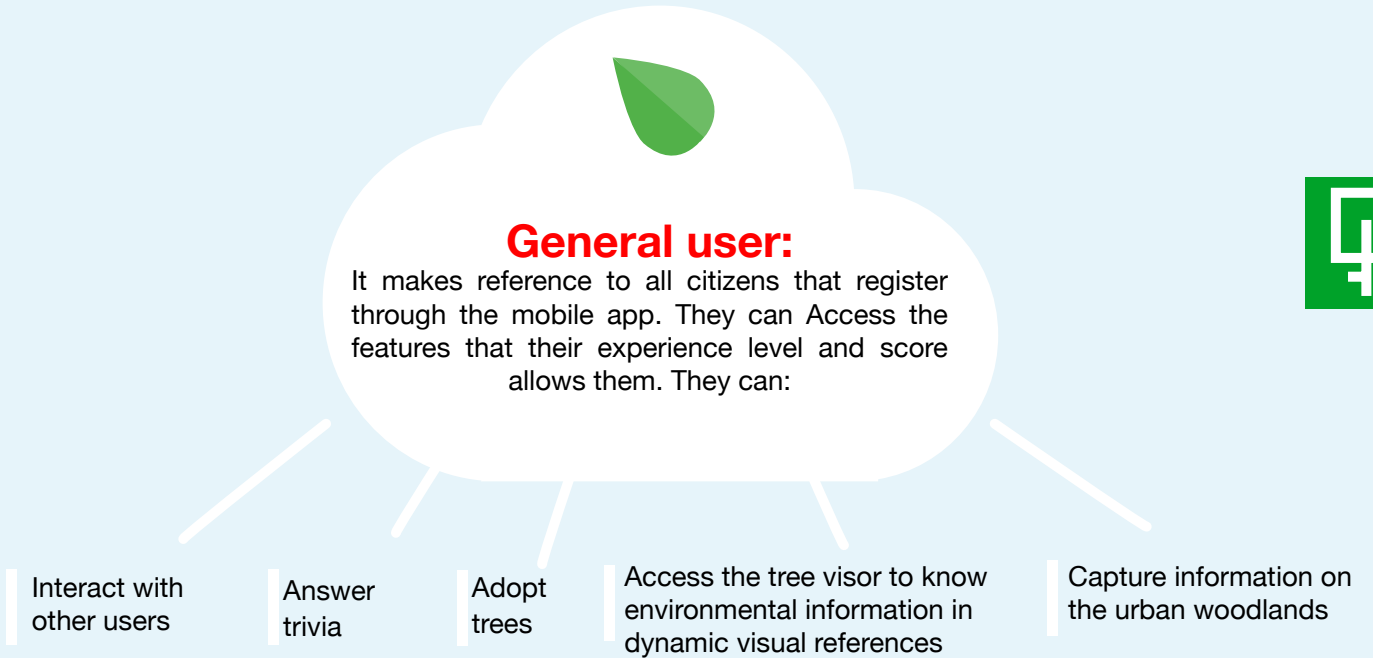 General user:
It makes reference to all citizens that register
through the mobile app. They can Access the
features that their experience level and score
allows them. They can:
Interact with
other users
Answer
trivia
Adopt
trees
Access the tree visor to know
environmental information in
dynamic visual references
Capture information on
the urban woodlands